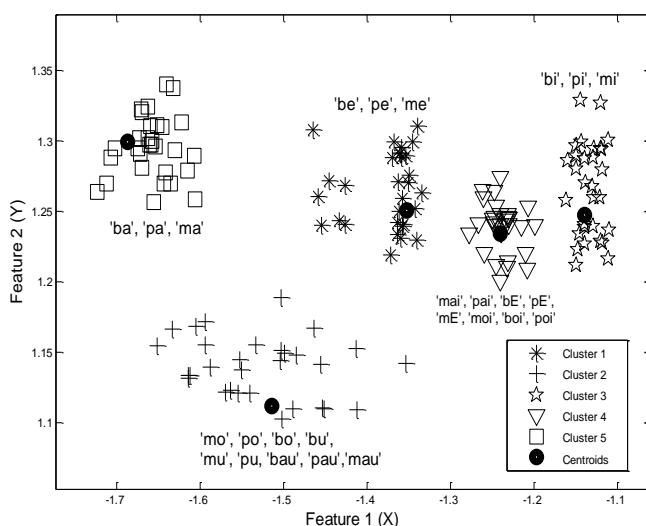 1.35
1.3
1.25
1.2
1.15
1.1
Feature 2 (Y)
'be', 'pe', 'me'
'bi', 'pi', 'mi'
'ba', 'pa', 'ma'
'mai', 'pai', 'bE', 'pE',
'mE', 'moi', 'boi', 'poi'
'mo', 'po', 'bo', 'bu',
'mu', 'pu, 'bau', 'pau','mau'
Cluster 1
Cluster 2
Cluster 3
Cluster 4
Cluster 5
Centroids
-1.7
-1.6
-1.5
-1.4
-1.3
-1.2
-1.1
Feature 1 (X)